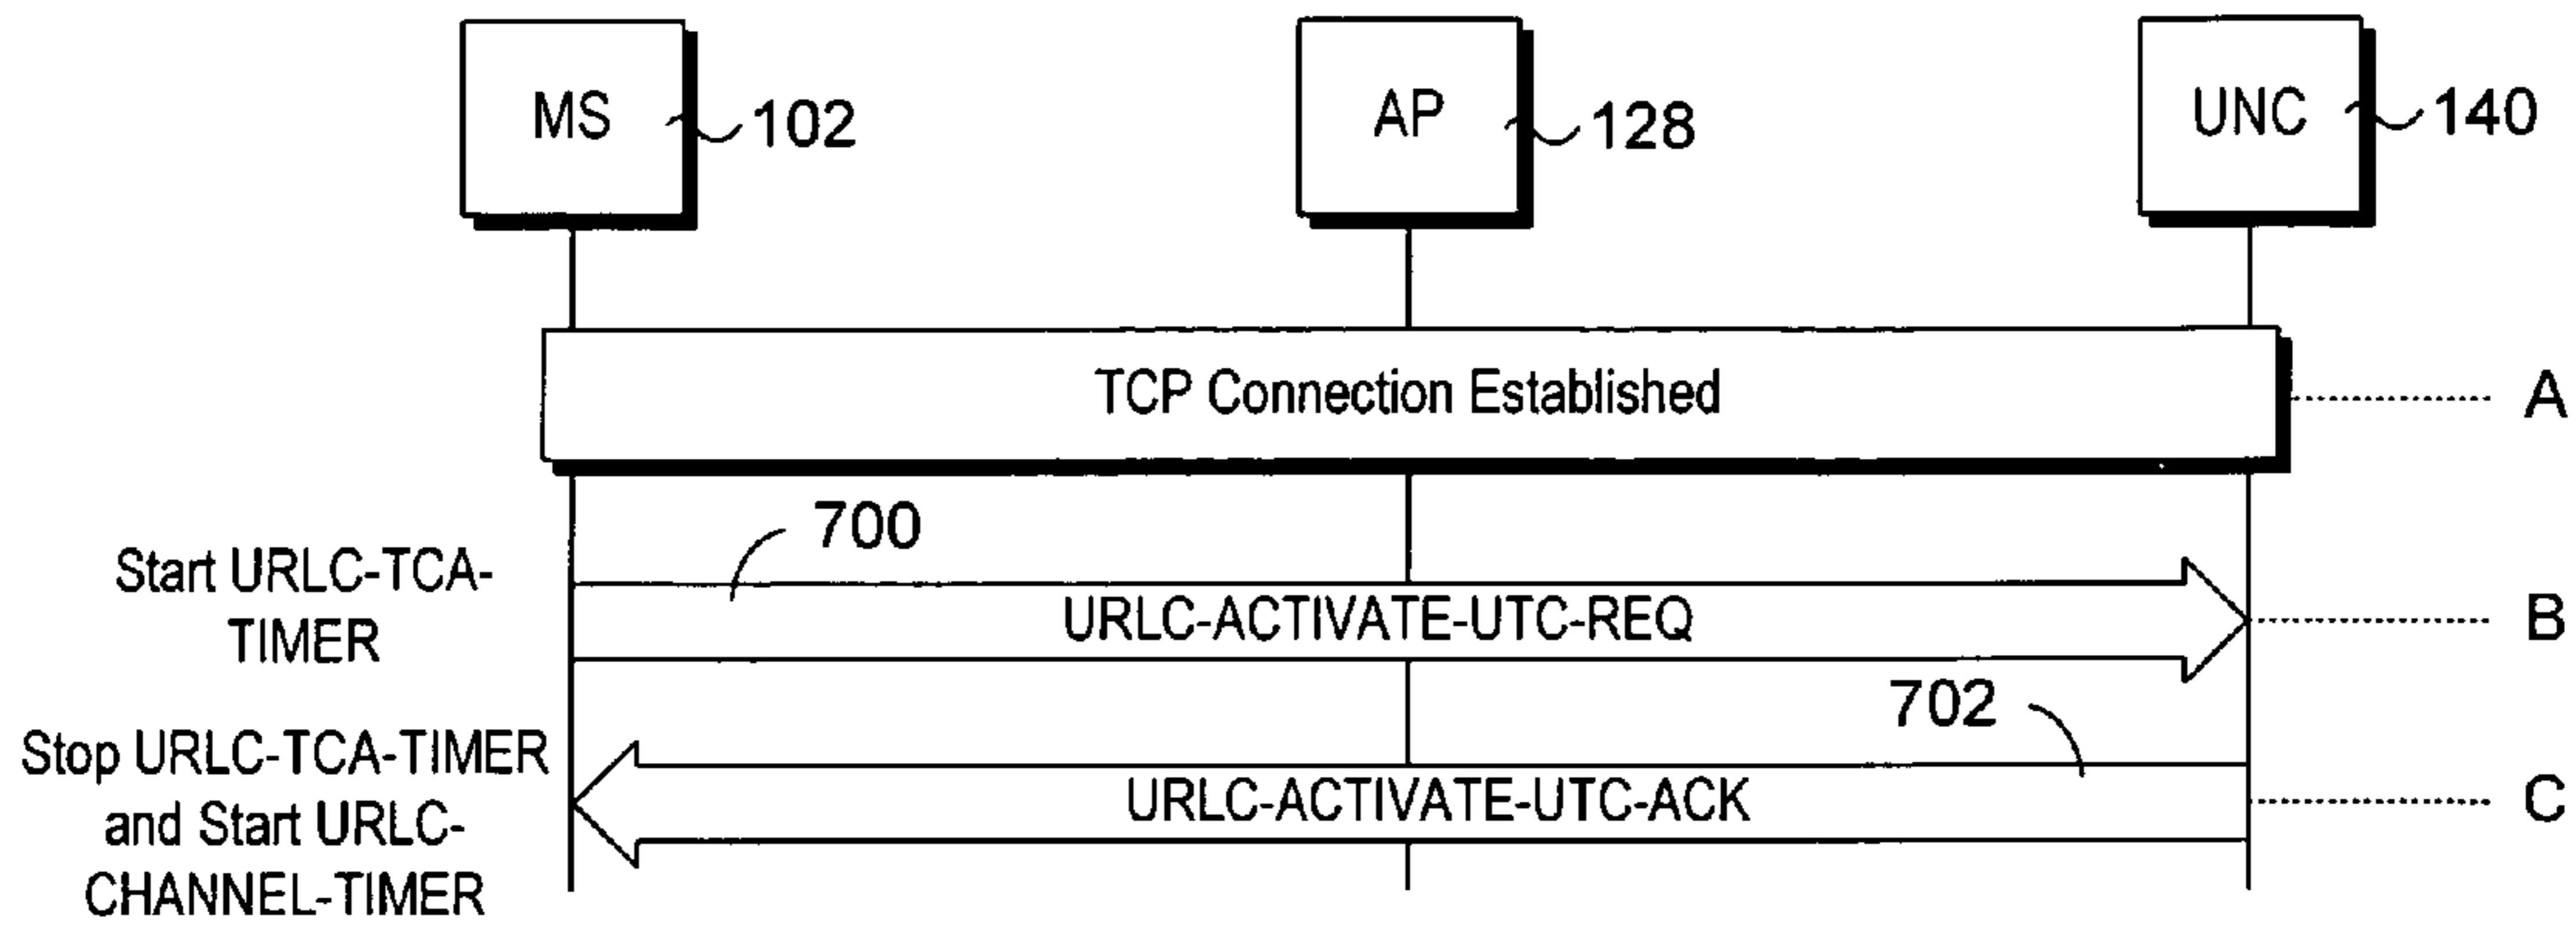 MS
102
AP
128
UNC
140
TCP Connection Established
A
700
Start URLC-TCA-
TIMER
URLC-ACTIVATE-UTC-REQ
B
702
Stop URLC-TCA-TIMER
and Start URLC-
CHANNEL-TIMER
URLC-ACTIVATE-UTC-ACK
C